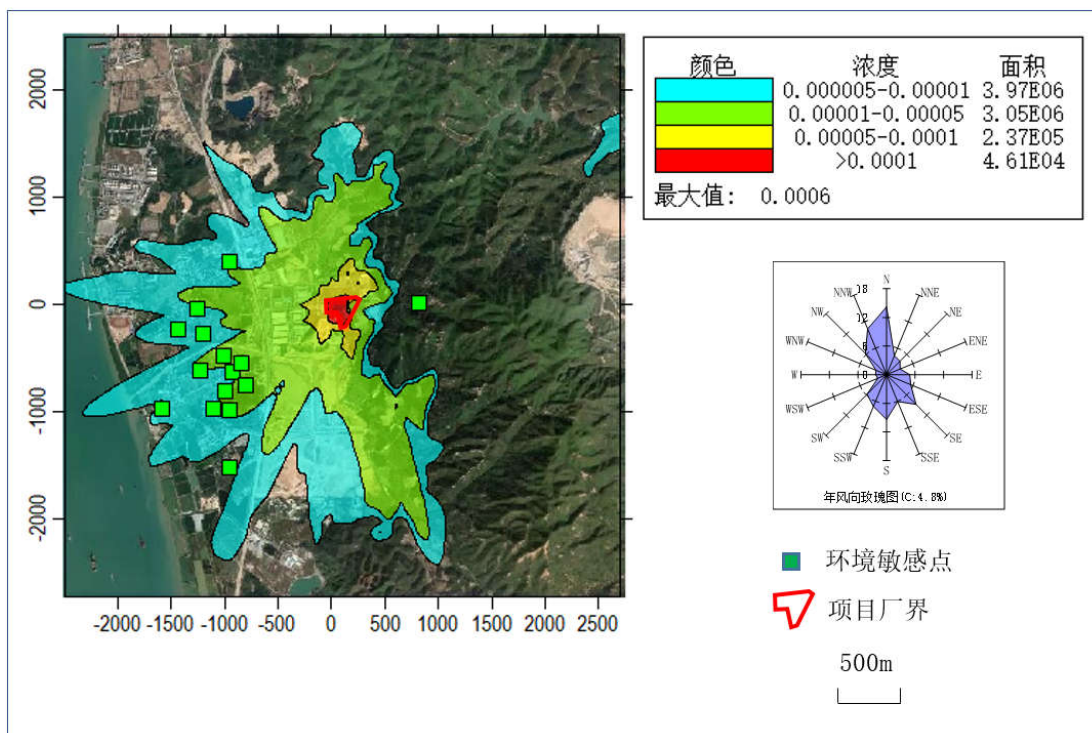 2000
1000
0
-1000
-2000
-2000 -1500 -1000 -500 0 500 1000 1500 2000 2500
颜色 浓度 面积
0.000005-0.00001 3.97E06
0.00001-0.00005 3.05E06
0.00005-0.0001 2.37E05
>0.0001 4.61E04
最大值: 0.0006
N
NNW 18 NNE
NW 12 NE
WNW 6 ENE
W 0 E
WSW ESE
SW SE
SSW SSE
S
年风向玫瑰图(C:4.8%)
环境敏感点
项目厂界
500m